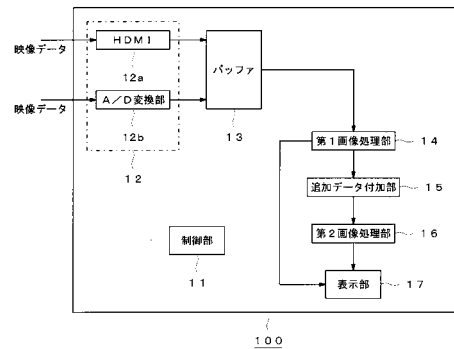 映像データ
HDMI
12a
映像データ
A/D変換部
12b
12
バッファ
13
第1画像処理部
14
追加データ付加部
15
第2画像処理部
16
表示部
17
制御部
11
100